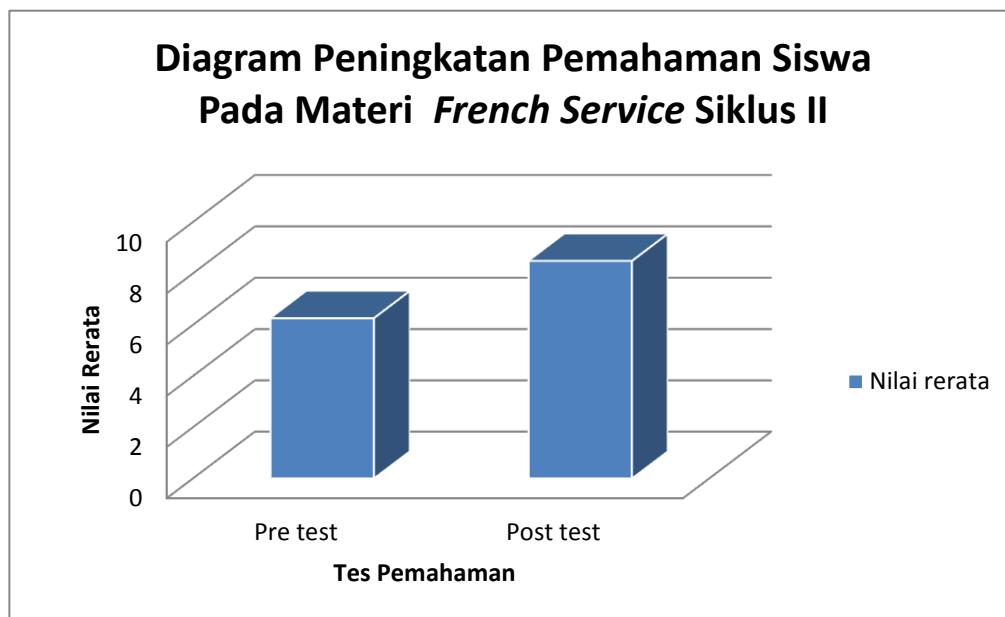 Diagram Peningkatan Pemahaman Siswa
Pada Materi French Service Siklus II
10
8
6
4
2
0
Nilai Rerata
Pre test
Post test
Tes Pemahaman
Nilai rerata